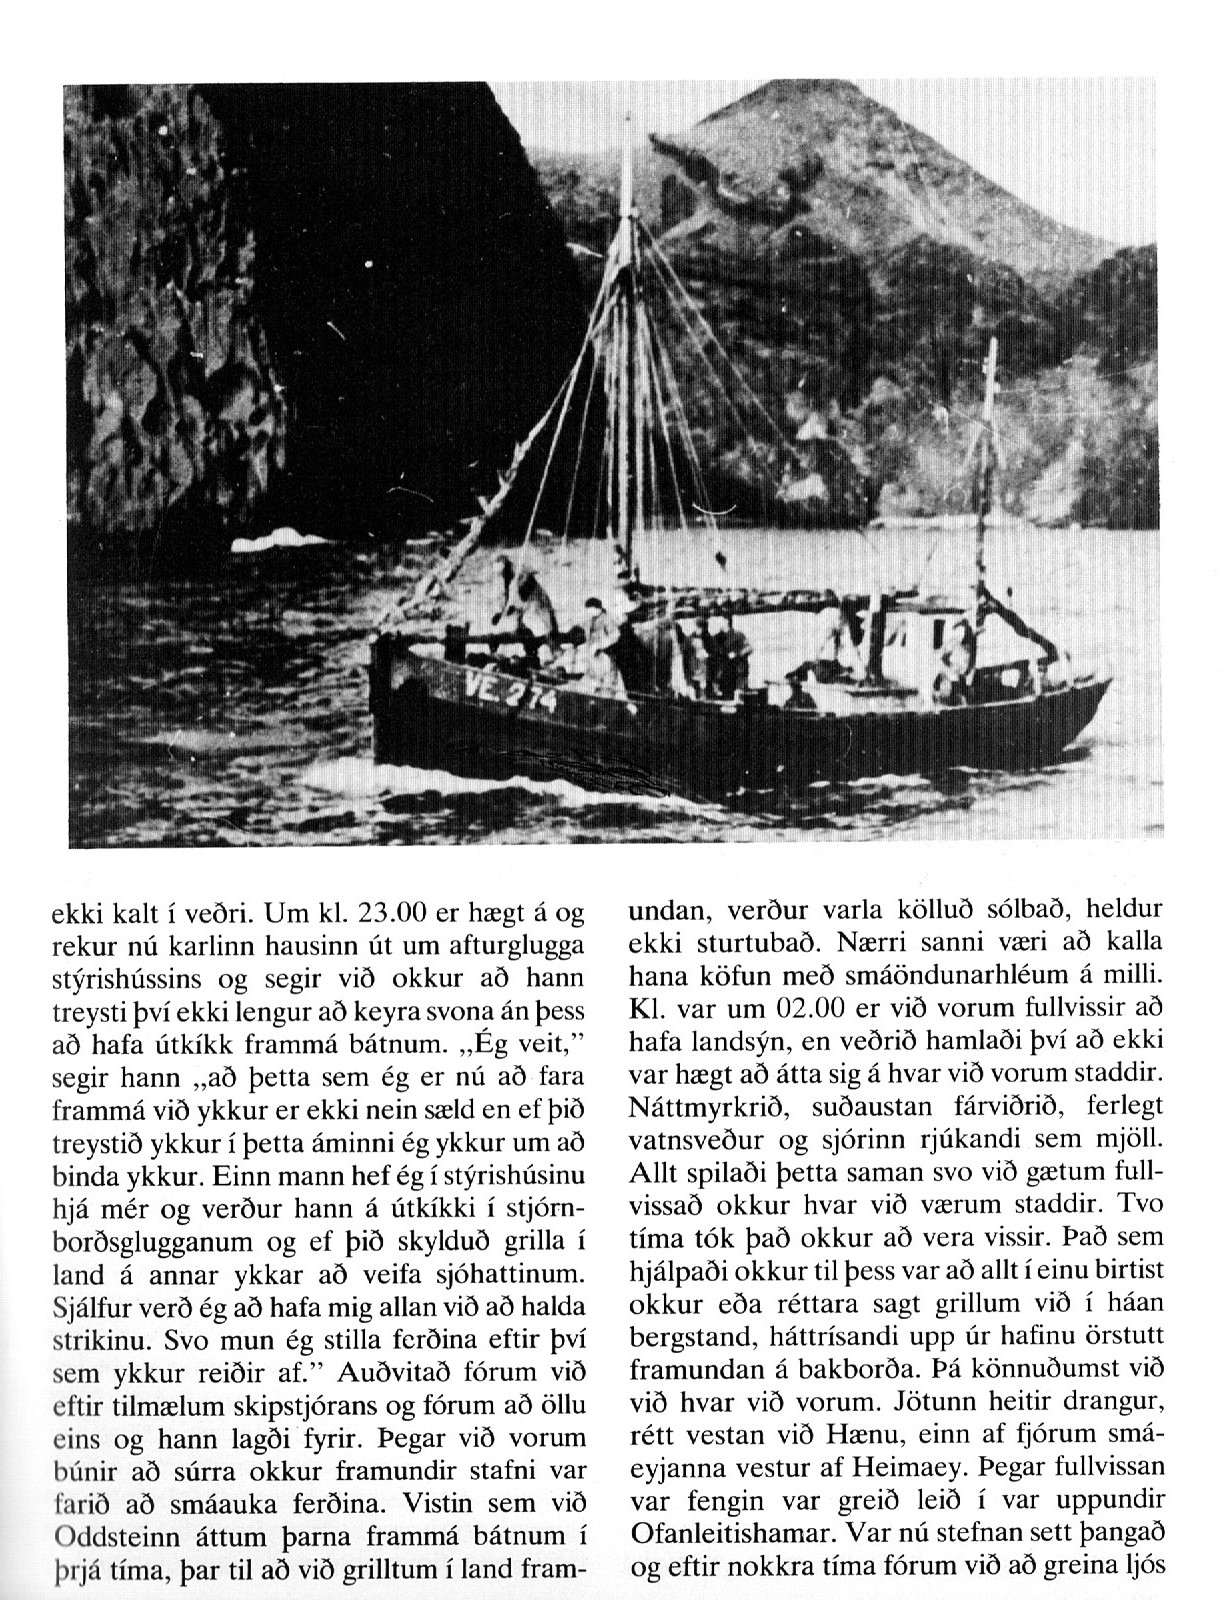 VE 274
ekki kalt í veðri. Um kl. 23.00 er hægt á og
rekur nú karlinn hausinn út um afturglugga
stýrishússins og segir við okkur að hann
treysti því ekki lengur að keyra svona án þess
að hafa útkíkk frammá bátnum. „Ég veit,”
segir hann „að þetta sem ég er nú að fara
frammá við ykkur er ekki nein sæld en ef þið
treystið ykkur í þetta áminni ég ykkur um að
binda ykkur. Einn mann hef ég í stýrishúsinu
hjá mér og verður hann á útkíkki í stjórn-
borðsglugganum og ef þið skylduð grilla í
land á annar ykkar að veifa sjóhattinum.
Sjálfur verð ég að hafa mig allan við að halda
strikinu. Svo mun ég stilla ferðina eftir því
sem ykkur reiðir af.” Auðvitað fórum við
eftir tilmælum skipstjórans og fórum að öllu
eins og hann lagði fyrir. Þegar við vorum
búnir að súrra okkur framundir stafni var
farið að smáauka ferðina. Vistin sem við
Oddsteinn áttum þarna frammá bátnum í
þrjá tíma, þar til að við grilltum í land fram-
undan, verður varla kölluð sólbað, heldur
ekki sturtubað. Nærri sanni væri að kalla
hana köfun með smáöndunarhléum á milli.
Kl. var um 02.00 er við vorum fullvissir að
hafa landsýn, en veðrið hamlaði því að ekki
var hægt að átta sig á hvar við vorum staddir.
Náttmyrkrið, suðaustan fárviðrið, ferlegt
vatnsveður og sjórinn rjúkandi sem mjöll.
Allt spilaði þetta saman svo við gætum full-
vissað okkur hvar við værum staddir. Tvo
tíma tók það okkur að vera vissir. Það sem
hjálpaði okkur til þess var að allt í einu birtist
okkur eða réttara sagt grillum við í háan
bergstand, háttrísandi upp úr hafinu örstutt
framundan á bakborða. Þá könnuðumst við
við hvar við vorum. Jötunn heitir drangur,
rétt vestan við Hænu, einn af fjórum smá-
eyjanna vestur af Heimaey. Þegar fullvissan
var fengin var greið leið í var uppundir
Ofanleitishamar. Var nú stefnan sett þangað
og eftir nokkra tíma fórum við að greina ljós